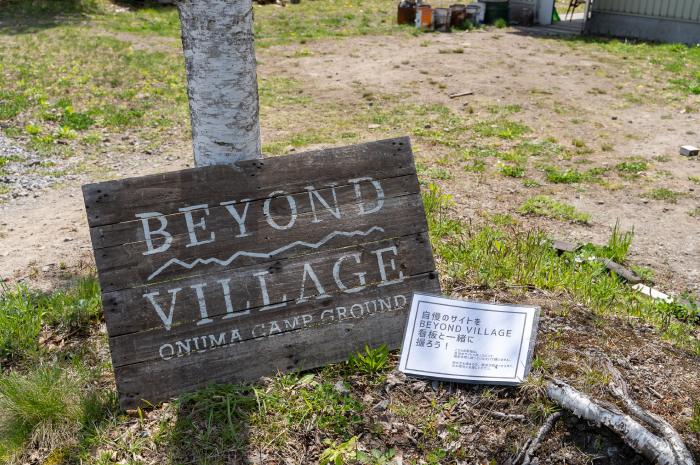 BEYOND
VILLAGE
ONUMA CAMP GROUND
自慢のサイトを
BEYOND VILLAGE
看板と一緒に
撮ろう！